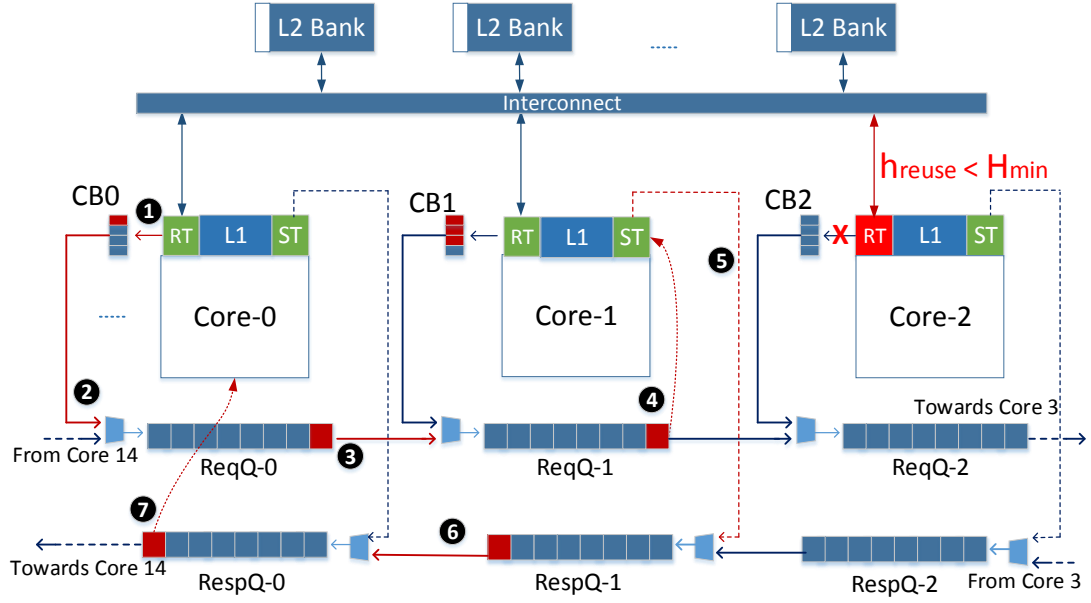 L2 Bank L2 Bank ..... L2 Bank
Interconnect
hreuse < Hmin
CB0 CB1 CB2
1 RT L1 ST RT L1 ST X RT L1 ST
5
Core-0 Core-1 Core-2
.....
2 4
Towards Core 3
From Core 14 3
ReqQ-0 ReqQ-1 ReqQ-2
7 6
Towards Core 14 From Core 3
RespQ-0 RespQ-1 RespQ-2